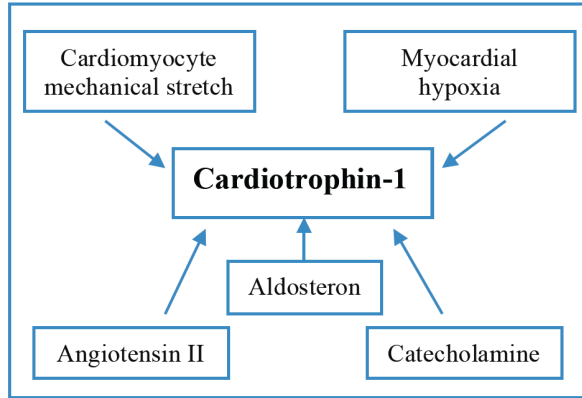 Cardiomyocyte
mechanical stretch
Myocardial
hypoxia
Cardiotrophin-1
Aldosteron
Angiotensin II
Catecholamine